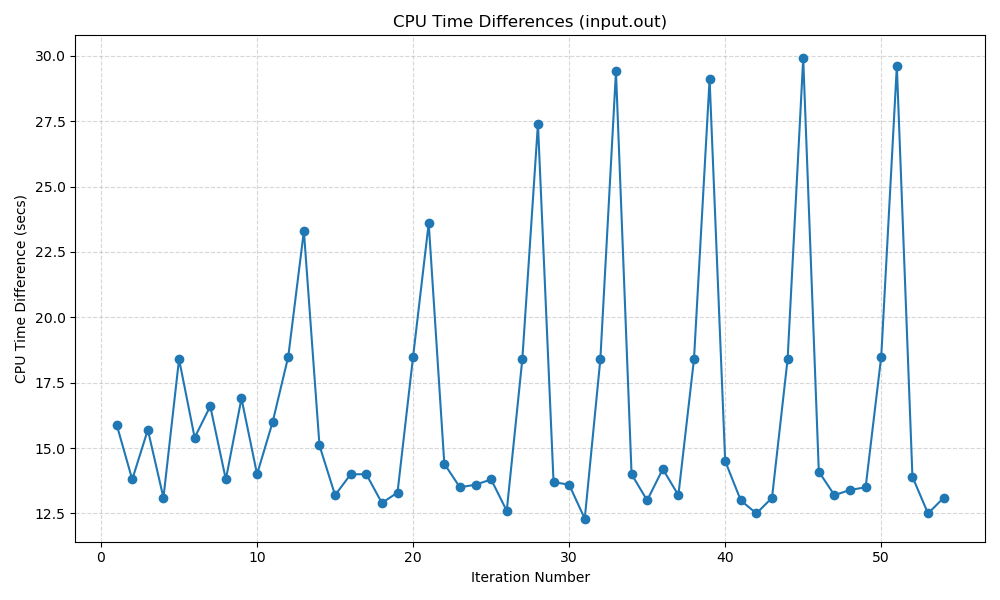 CPU Time Differences (input.out)
CPU Time Difference (secs)
30.0
27.5
25.0
22.5
20.0
17.5
15.0
12.5
0 10 20 30 40 50
Iteration Number